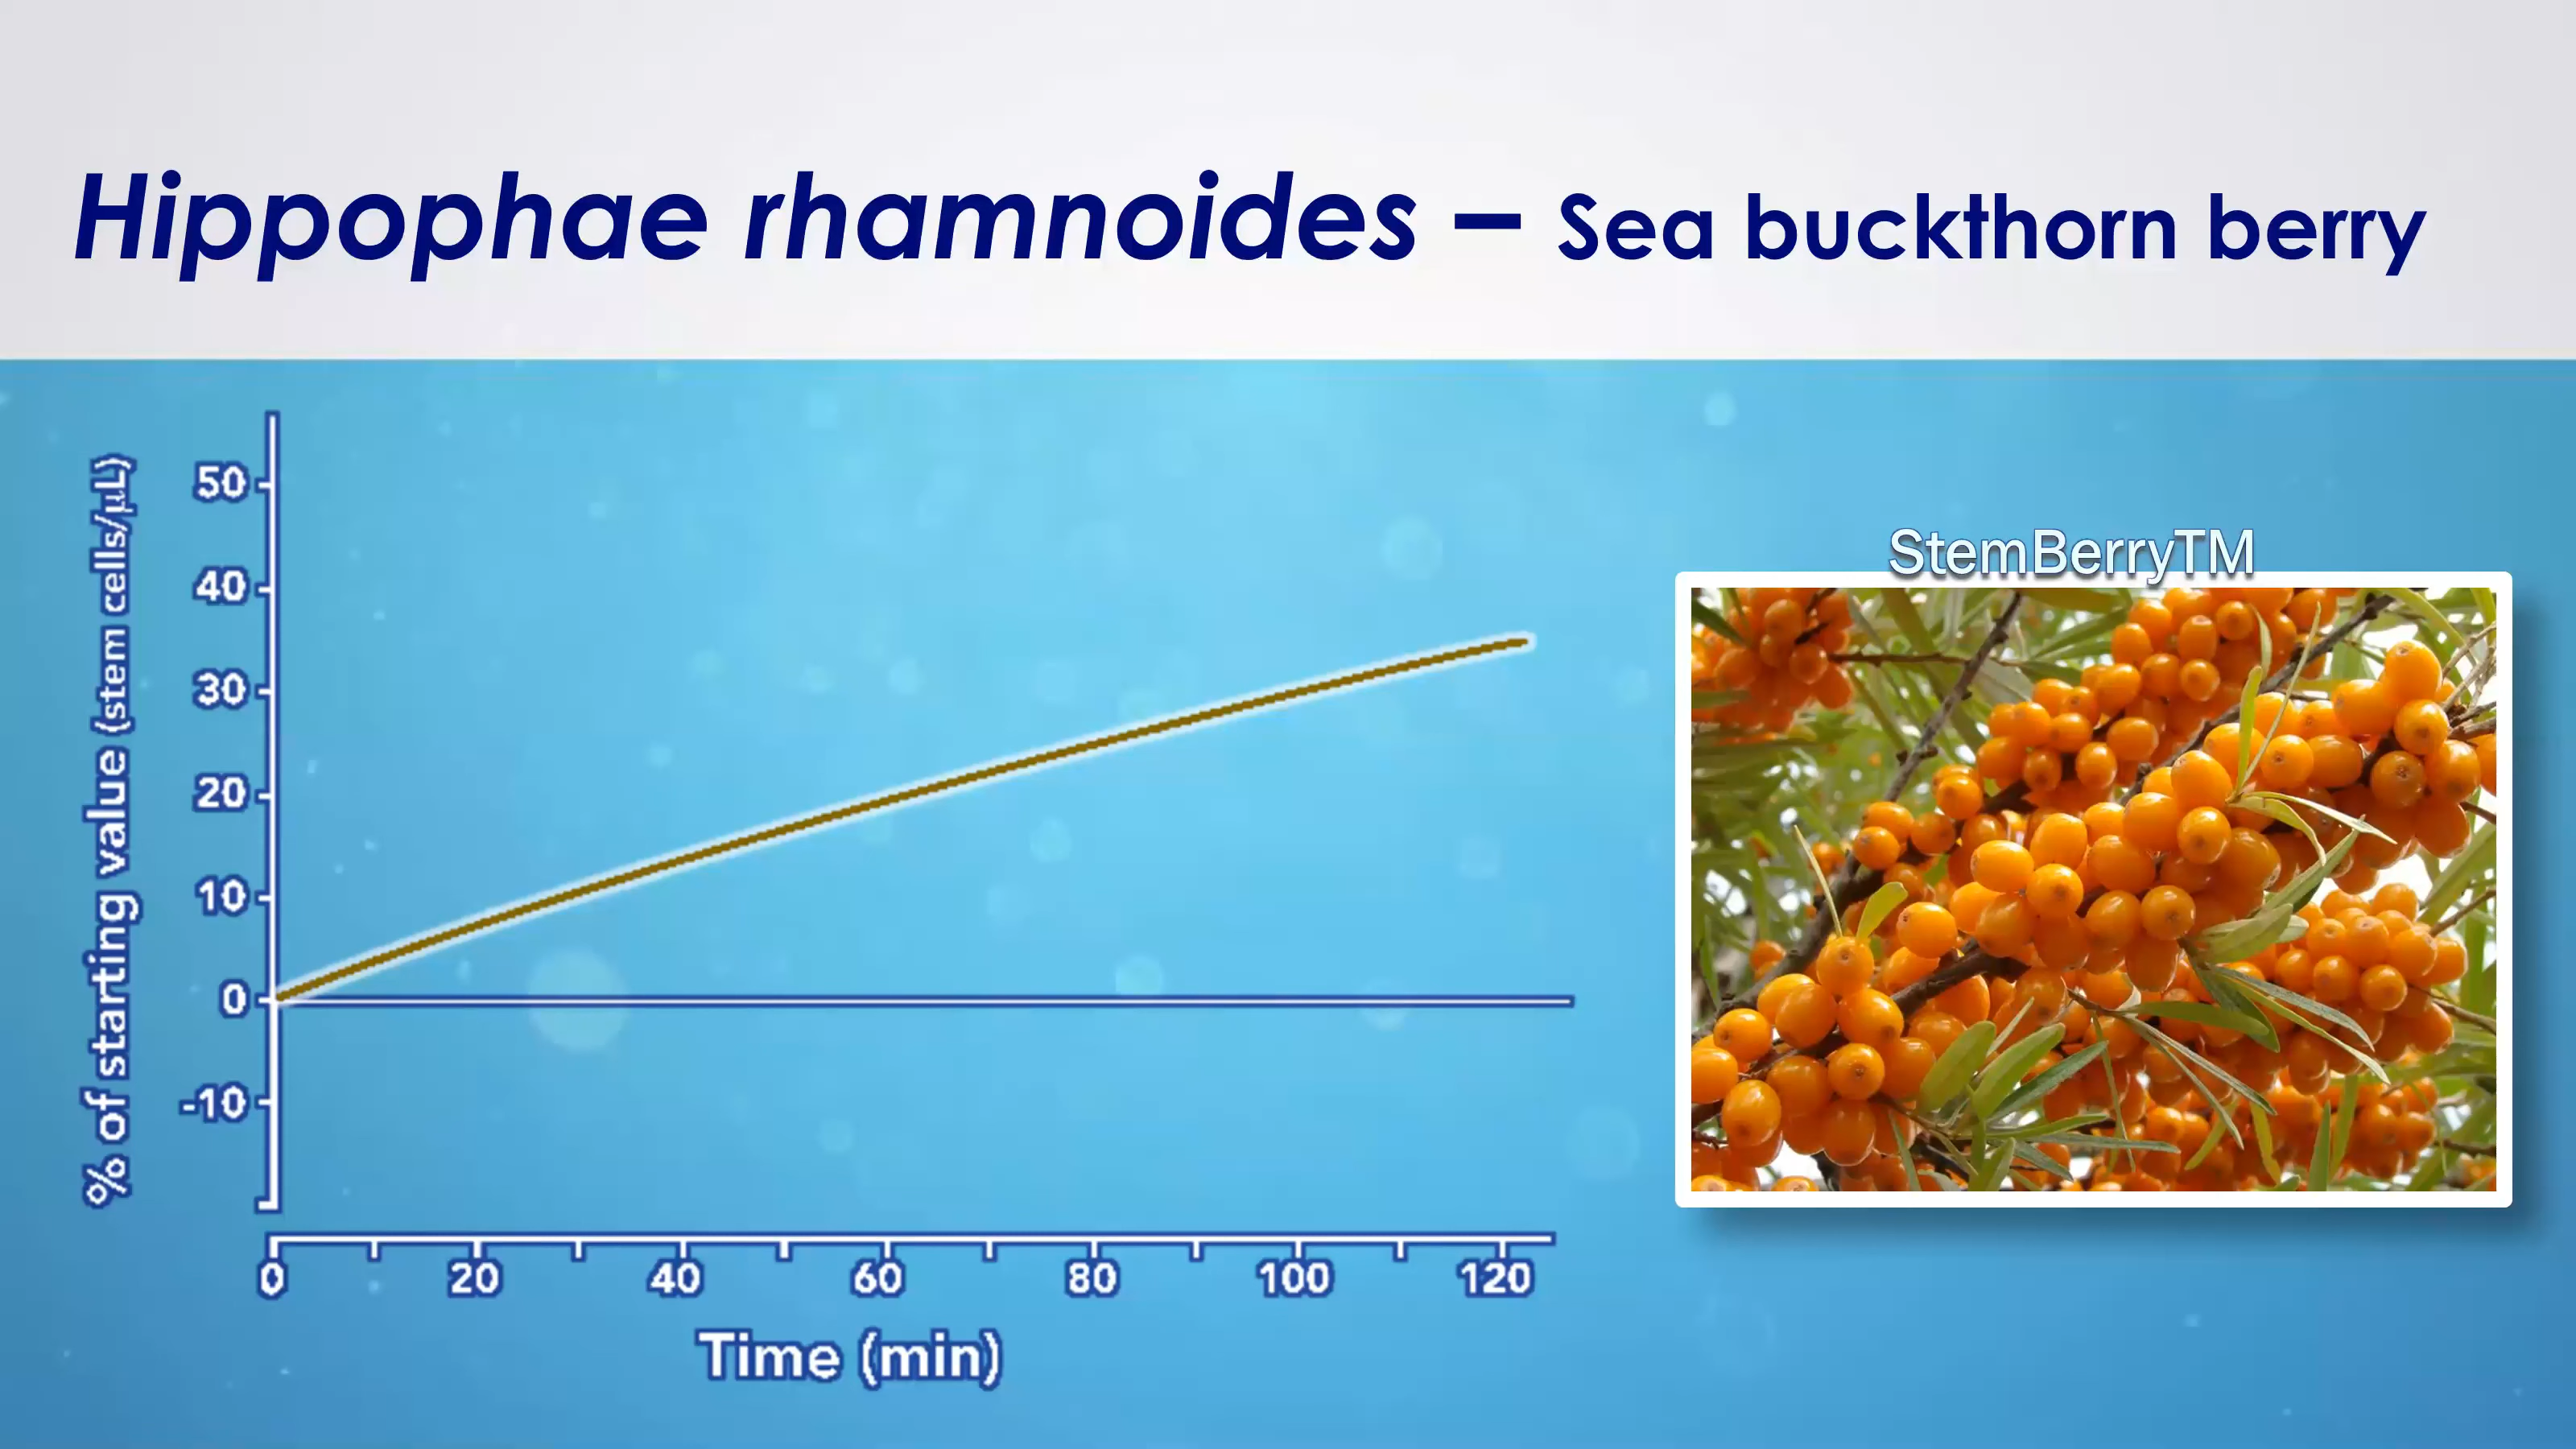 Hippophae rhamnoides – Sea buckthorn berry
% of starting value (stem cells/µL)
50
40
30
20
10
0
-10
0 20 40 60 80 100 120
Time (min)
StemBerryTM